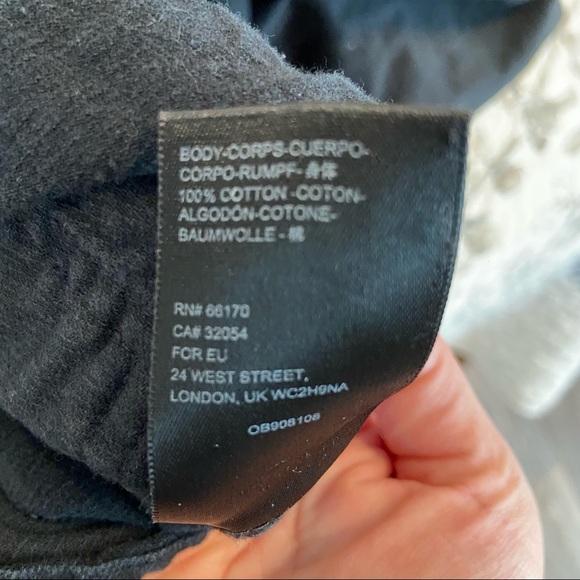 BODY-CORPS-CUERPO-
CORPO-RUMPF-身体
100% COTTON -COTON-
ALGODÓN-COTONE-
BAUMWOLLE -棉
RN# 66170
CA# 32054
FOR EU
24 WEST STREET,
LONDON, UK WC2H9NA
OB908108